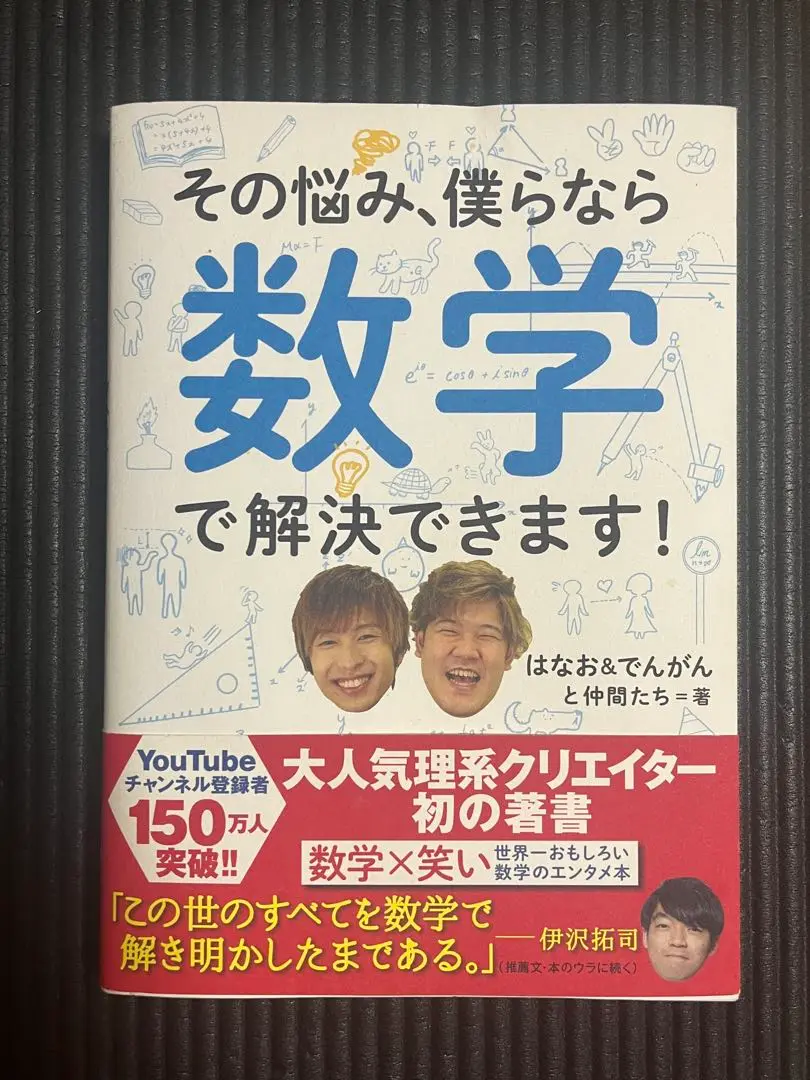 その悩み、僕らなら
数学
で解決できます!
はなお&でんがん
と仲間たち=著
Mα=F
F F
G
e^{iθ} = cosθ + i sinθ
lim
n→∞
YouTube
チャンネル登録者
150万人
突破!!
大人気理系クリエイター
初の著書
数学×笑い 世界一おもしろい
数学のエンタメ本
「この世のすべてを数学で
解き明かしたまである。」
──伊沢拓司
(推薦文・本のウラに続く)